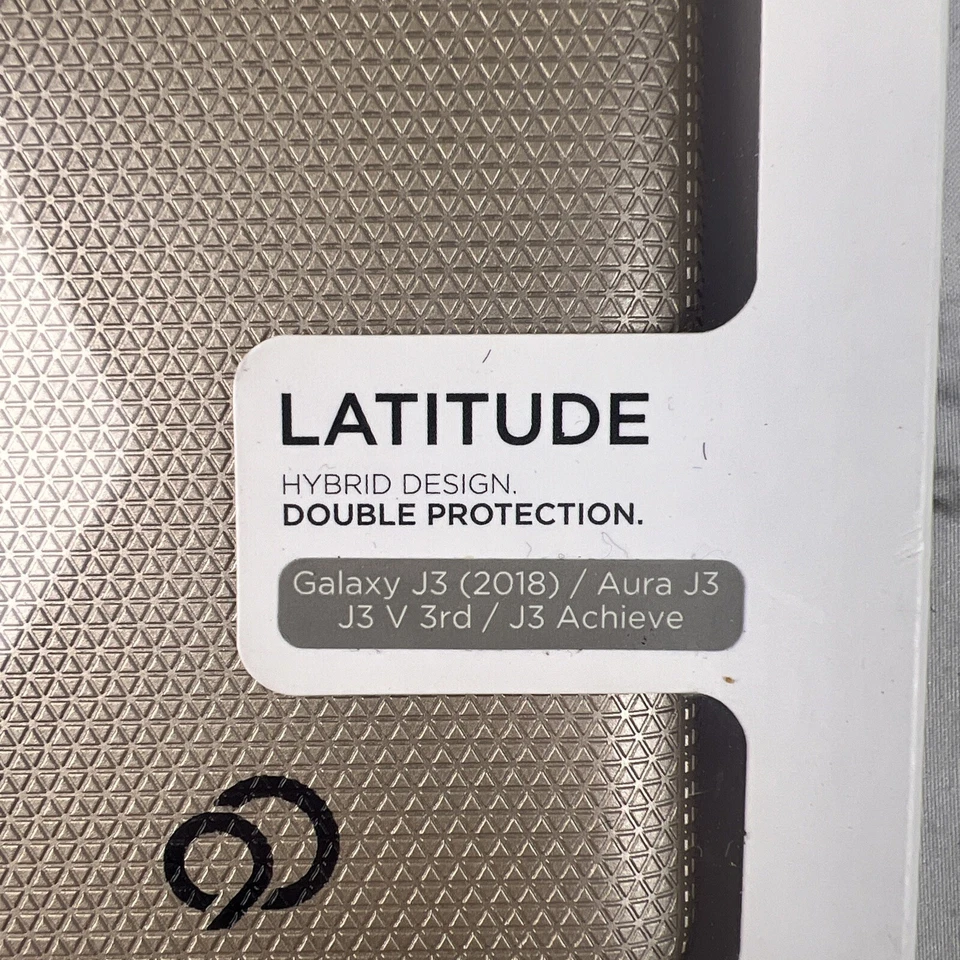 LATITUDE
HYBRID DESIGN.
DOUBLE PROTECTION.
Galaxy J3 (2018) / Aura J3
J3 V 3rd / J3 Achieve